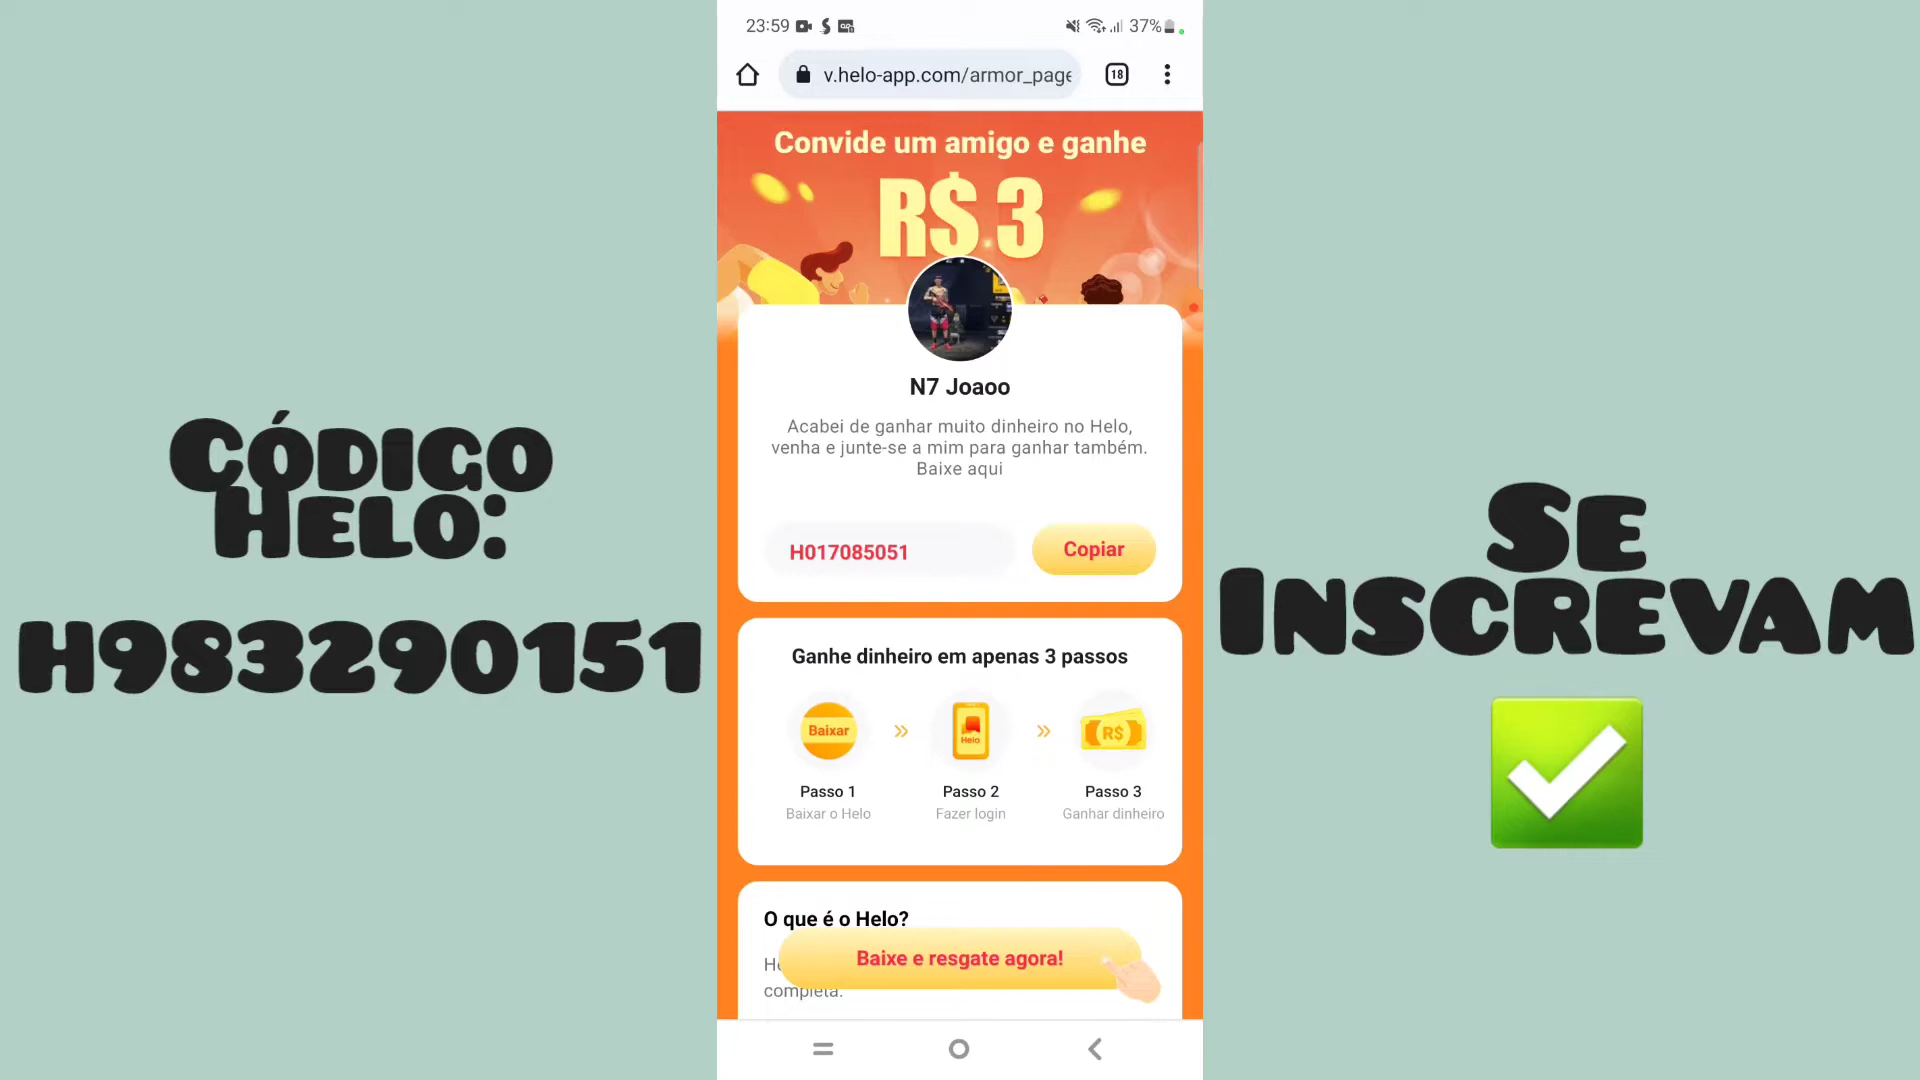 CÓDIGO
HELO:
H983290151
23:59
37%
v.helo-app.com/armor_page
18
Convide um amigo e ganhe
R$ 3
N7 Joaoo
Acabei de ganhar muito dinheiro no Helo,
venha e junte-se a mim para ganhar também.
Baixe aqui
H017085051
Copiar
Ganhe dinheiro em apenas 3 passos
Baixar
Helo
R$
Passo 1
Passo 2
Passo 3
Baixar o Helo
Fazer login
Ganhar dinheiro
O que é o Helo?
Baixe e resgate agora!
completa.
SE
INSCREVAM